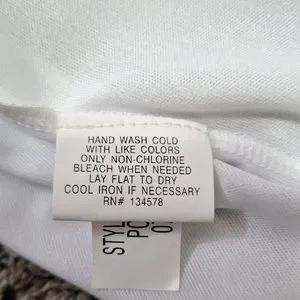 HAND WASH COLD
WITH LIKE COLORS
ONLY NON-CHLORINE
BLEACH WHEN NEEDED
LAY FLAT TO DRY
COOL IRON IF NECESSARY
RN# 134578